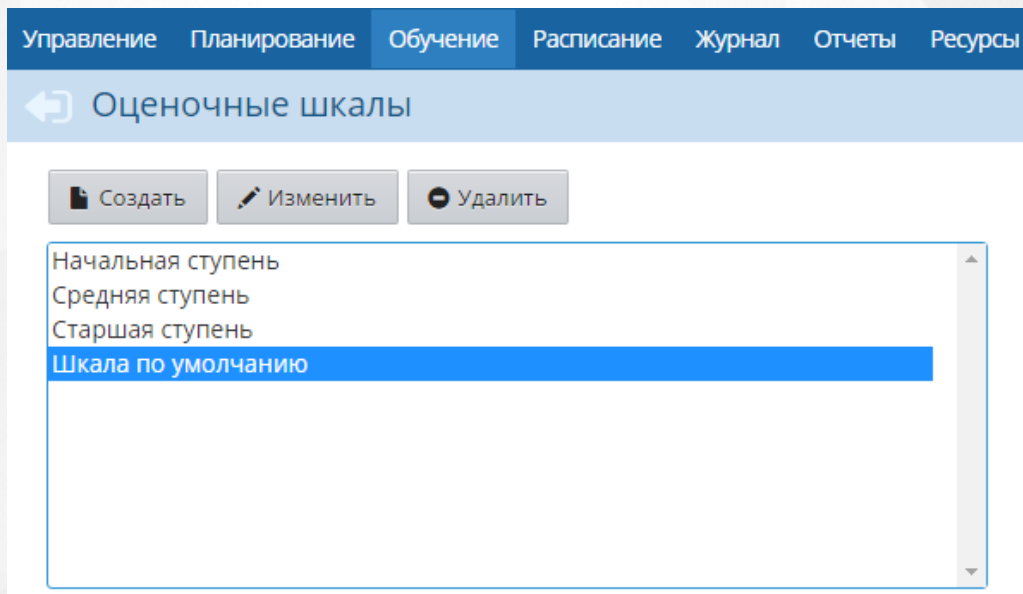 Управление Планирование Обучение Расписание Журнал Отчеты Ресурсы
Оценочные шкалы
Создать Изменить Удалить
Начальная ступень
Средняя ступень
Старшая ступень
Шкала по умолчанию